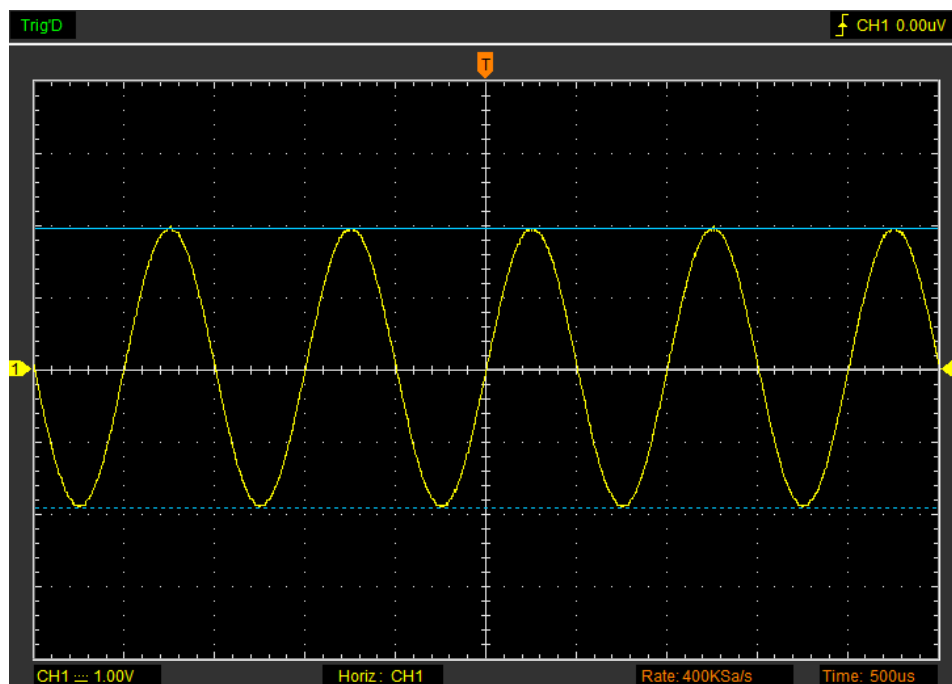 Trig'D CH1 0.00uV
T
1
CH1 1.00V Horiz: CH1 Rate:400KSa/s Time: 500us